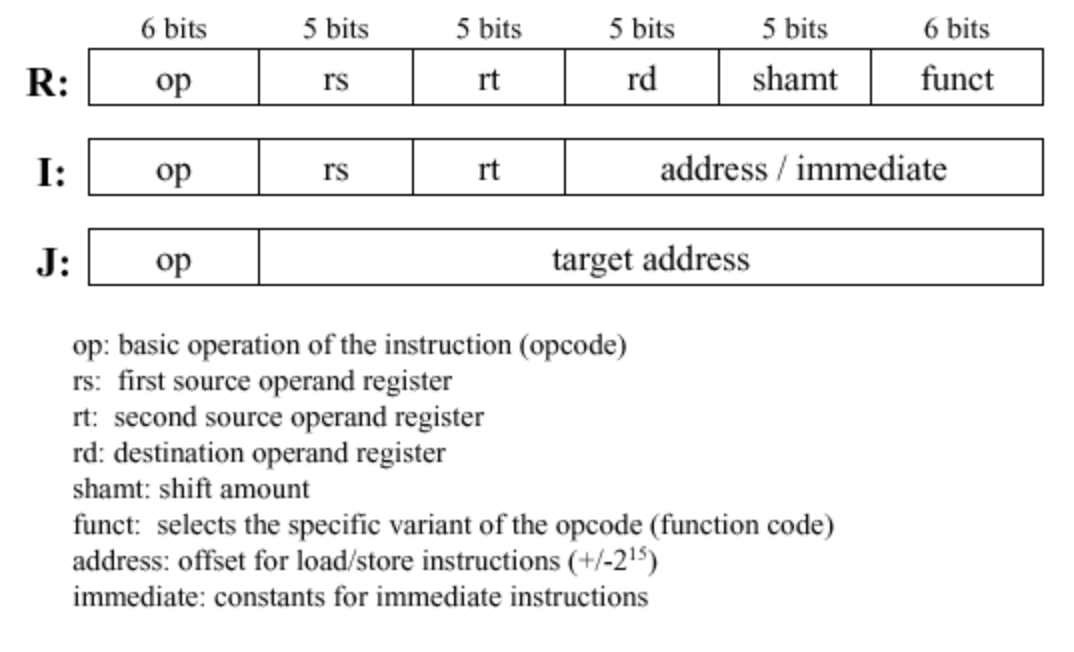 6 bits 5 bits 5 bits 5 bits 5 bits 6 bits
R: op rs rt rd shamt funct
I: op rs rt address / immediate
J: op target address
op: basic operation of the instruction (opcode)
rs: first source operand register
rt: second source operand register
rd: destination operand register
shamt: shift amount
funct: selects the specific variant of the opcode (function code)
address: offset for load/store instructions (+/-2¹⁵)
immediate: constants for immediate instructions